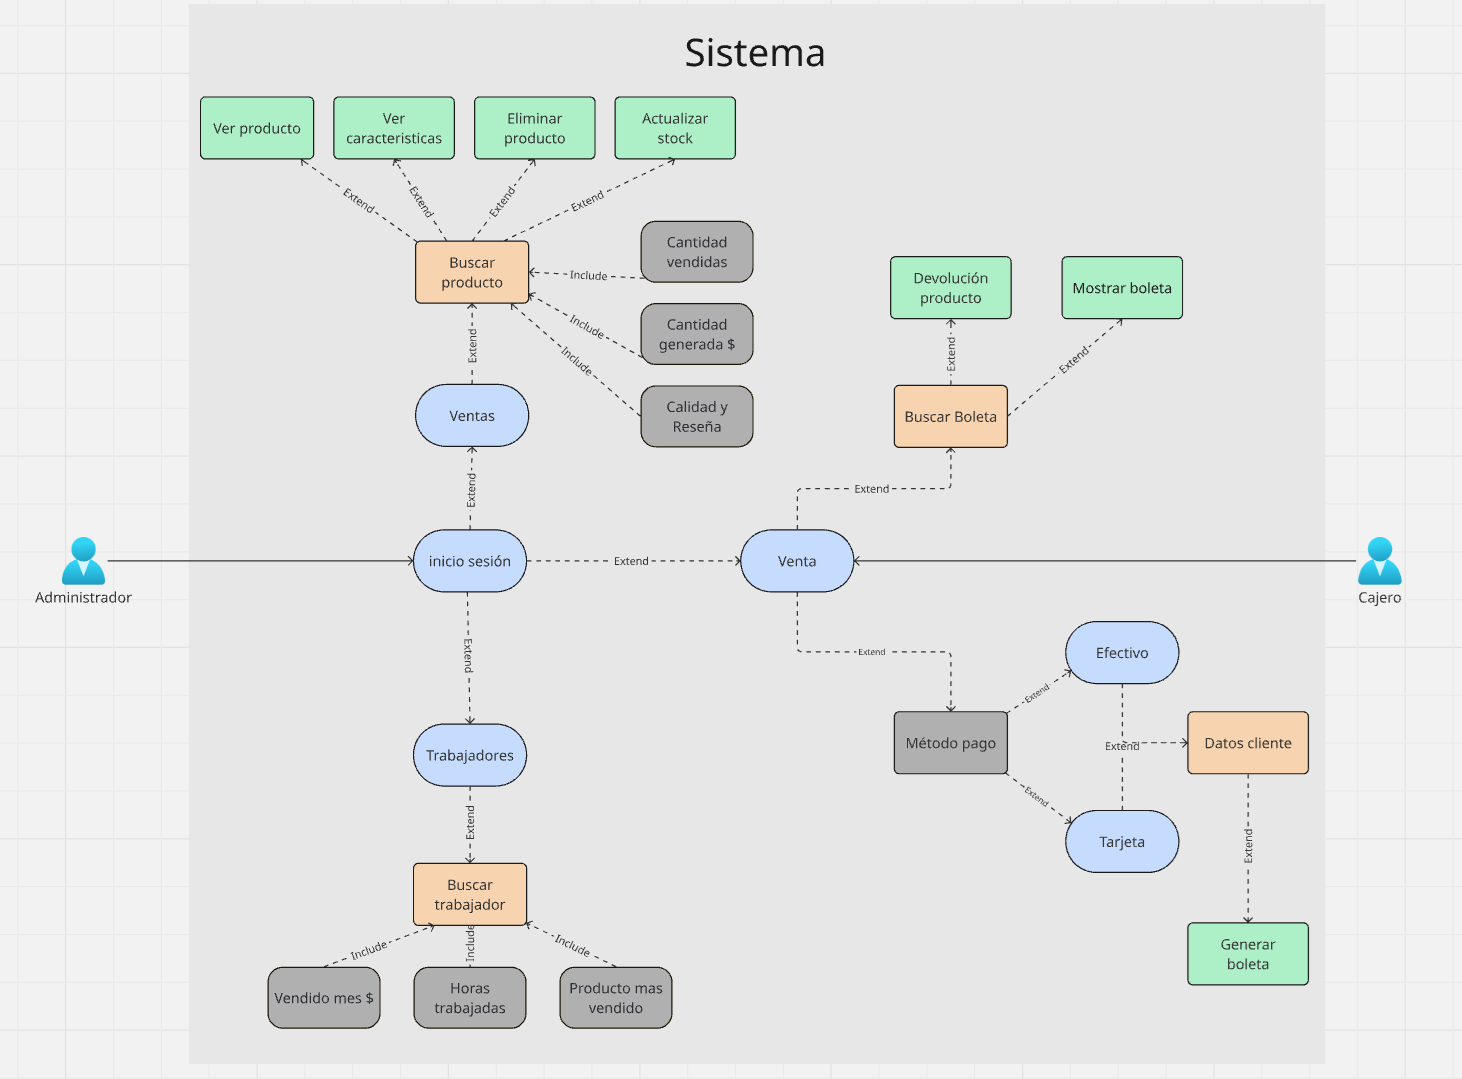 Sistema
Ver producto
Ver
caracteristicas
Eliminar
producto
Actualizar
stock
Extend
Extend
Extend
Extend
Buscar
producto
Include
Cantidad
vendidas
Include
Cantidad
generada $
Include
Calidad y
Reseña
Extend
Ventas
Extend
Devolución
producto
Mostrar boleta
Extend
Extend
Buscar Boleta
Extend
Administrador
inicio sesión
Extend
Venta
Cajero
Extend
Extend
Trabajadores
Extend
Buscar
trabajador
Include
Include
Include
Vendido mes $
Horas
trabajadas
Producto mas
vendido
Método pago
Extend
Extend
Efectivo
Extend
Tarjeta
Datos cliente
Extend
Generar
boleta